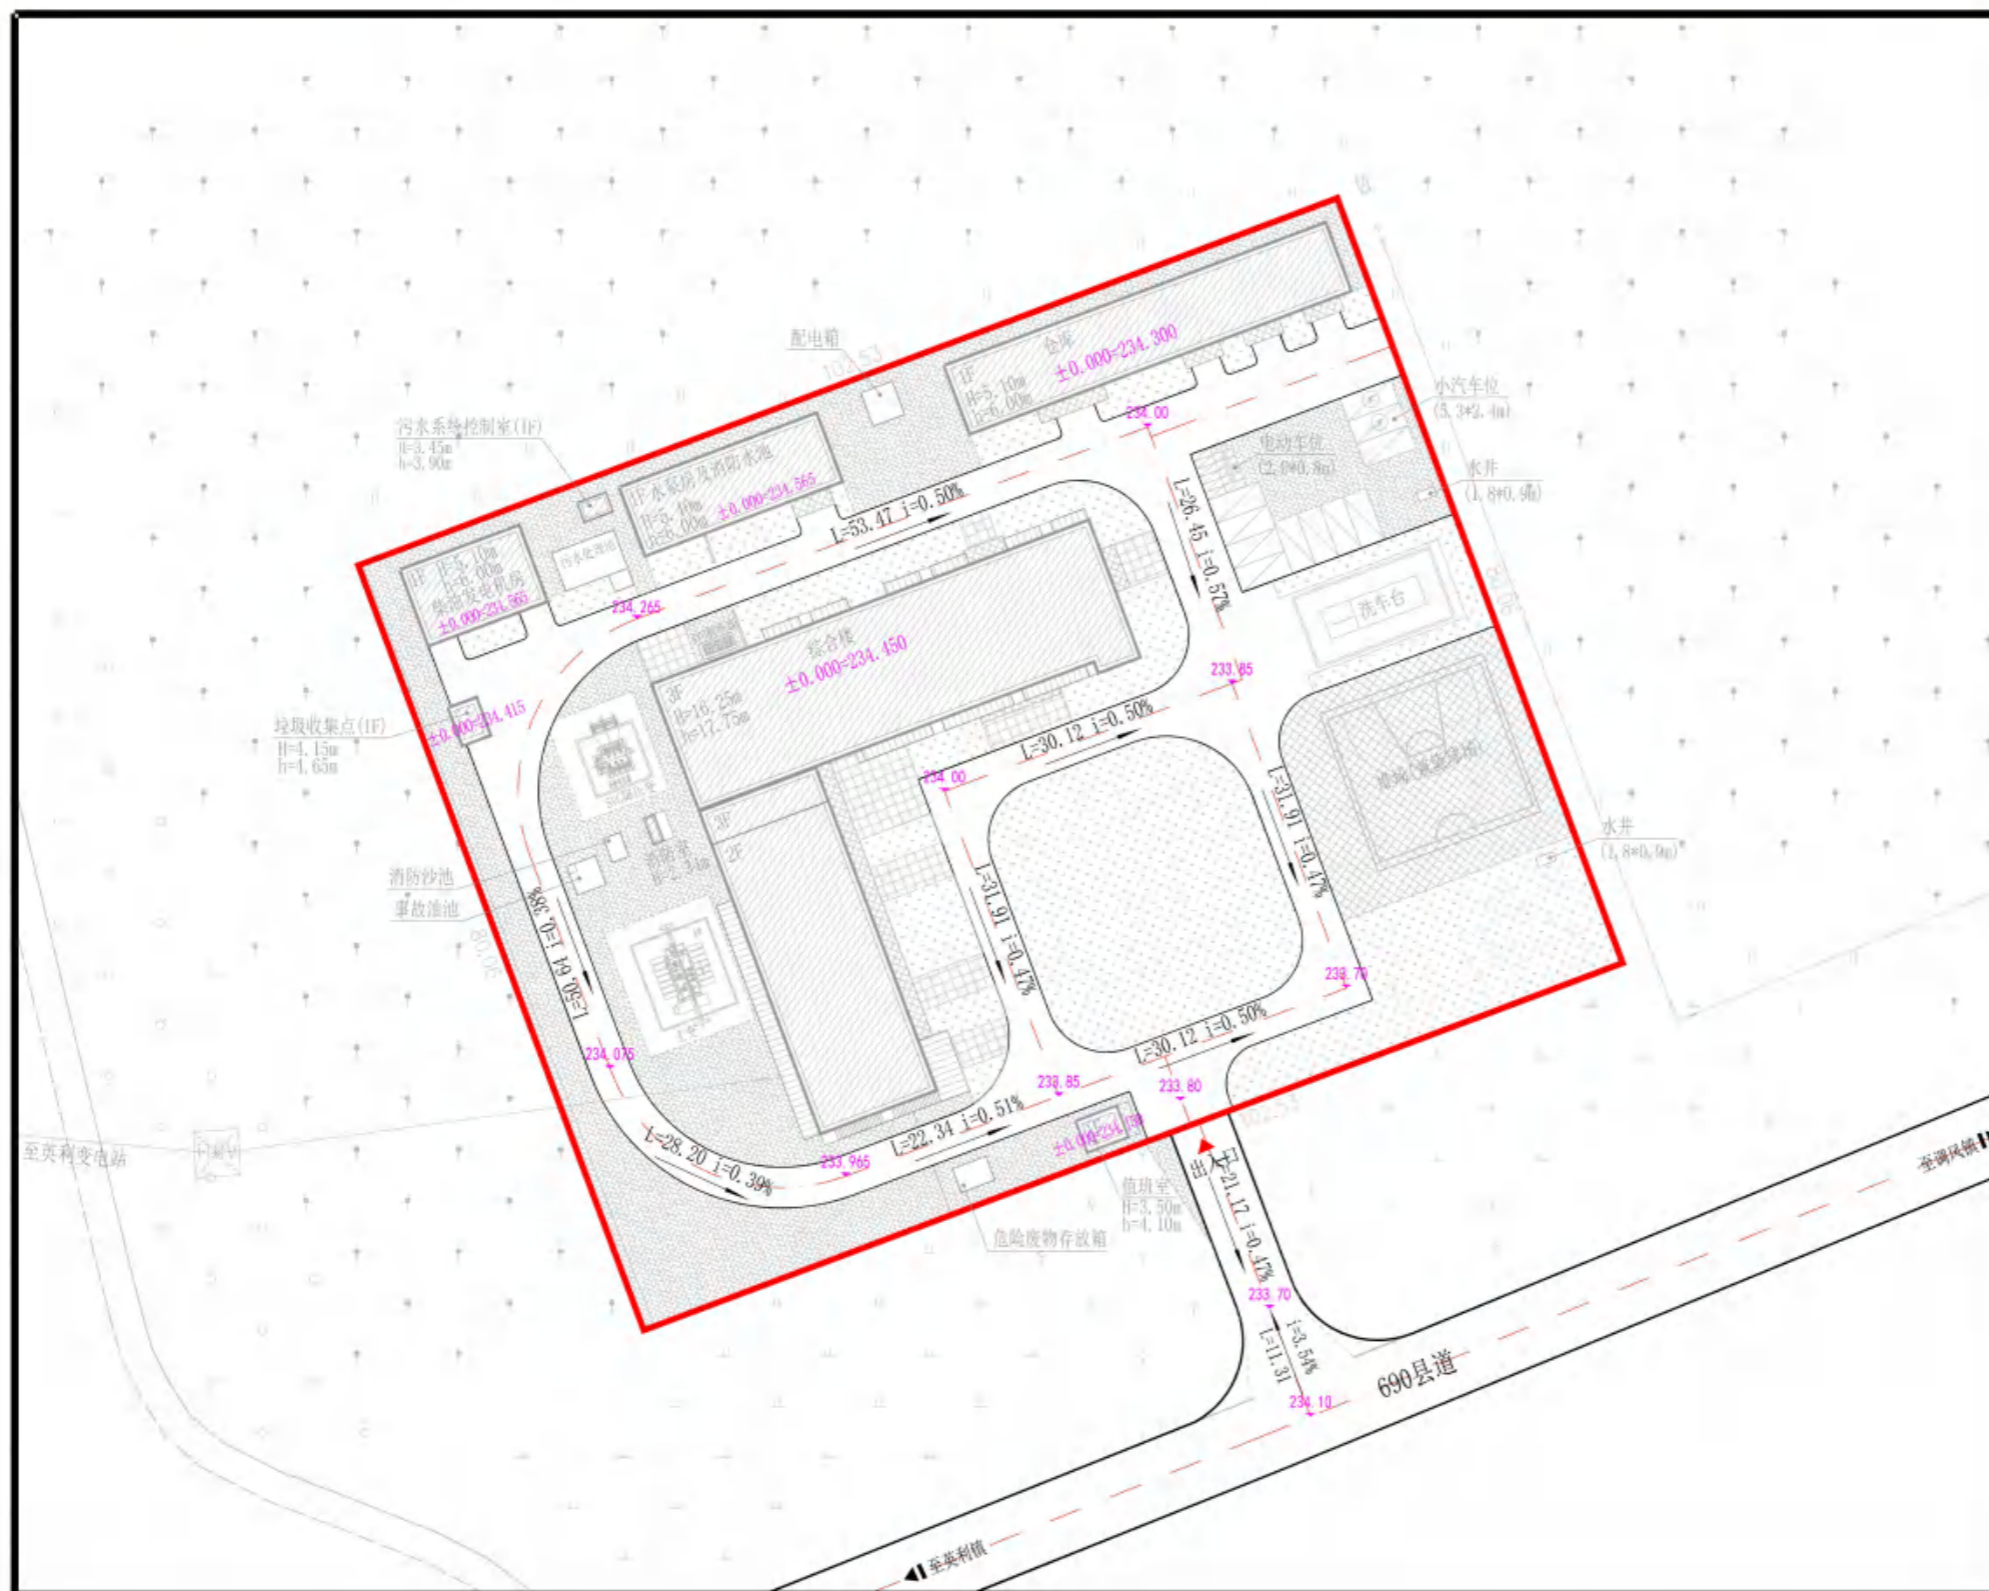 配电箱
仓库
±0.000=234.300
1F
H=5.10m
h=6.00m
234.00
小汽车位
(5.3*2.4m)
电动车位
水井
污水系统控制室(1F)
H=3.45m
h=3.90m
1F 水泵房及消防水池
±0.000=234.565
H=5.10m
h=6.00m
L=53.47 i=0.50%
L=26.45 i=0.57%
1F H=5.10m
h=6.00m
柴油发电机房
±0.000=234.565
234.265
洗车台
综合楼
±0.000=234.450
3F
H=16.25m
h=17.75m
233.85
垃圾收集点(1F)
H=4.15m
h=4.65m
±0.000=234.415
L=30.12 i=0.50%
234.00
L=31.91 i=0.47%
水井
(1.8*0.9m)
3F
2F
消防沙池
事故油池
L=31.91 i=0.47%
L=50.64 i=0.38%
233.70
L=30.12 i=0.50%
234.075
233.85
233.80
L=22.34 i=0.51%
L=28.20 i=0.39%
233.965
至英利变电站
出入口
值班室
H=3.50m
h=4.10m
危险废物存放箱
L=21.17 i=0.47%
至调风镇
233.70
i=3.54%
L=11.31
690县道
234.10
至英利镇